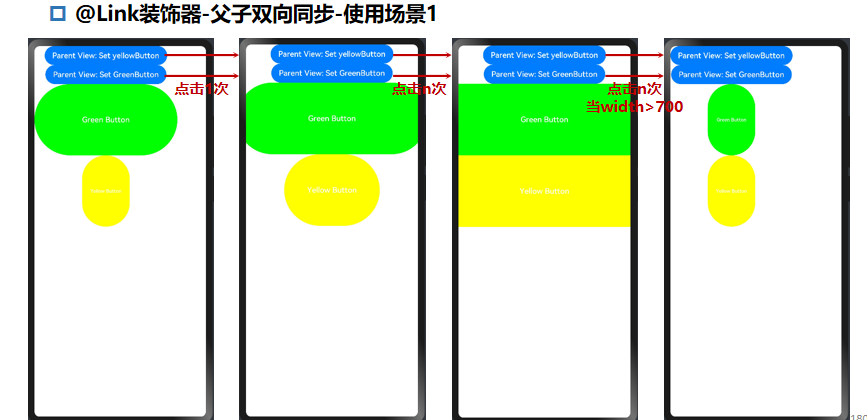 @Link装饰器-父子双向同步-使用场景1
Parent View: Set yellowButton
Parent View: Set GreenButton
点击1次
Green Button
Yellow Button
Parent View: Set yellowButton
Parent View: Set GreenButton
点击n次
Green Button
Yellow Button
Parent View: Set yellowButton
Parent View: Set GreenButton
点击n次
当width>700
Green Button
Yellow Button
Parent View: Set yellowButton
Parent View: Set GreenButton
Green Button
Yellow Button